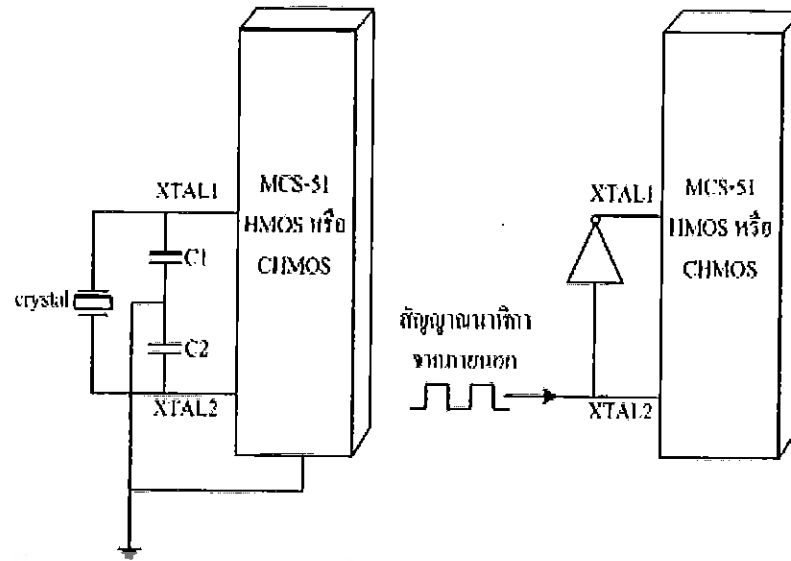 XTAL1
MCS-51
HMOS หรือ
CHMOS
C1
crystal
C2
XTAL2
XTAL1
MCS-51
HMOS หรือ
CHMOS
สัญญาณนาฬิกา
จากภายนอก
XTAL2